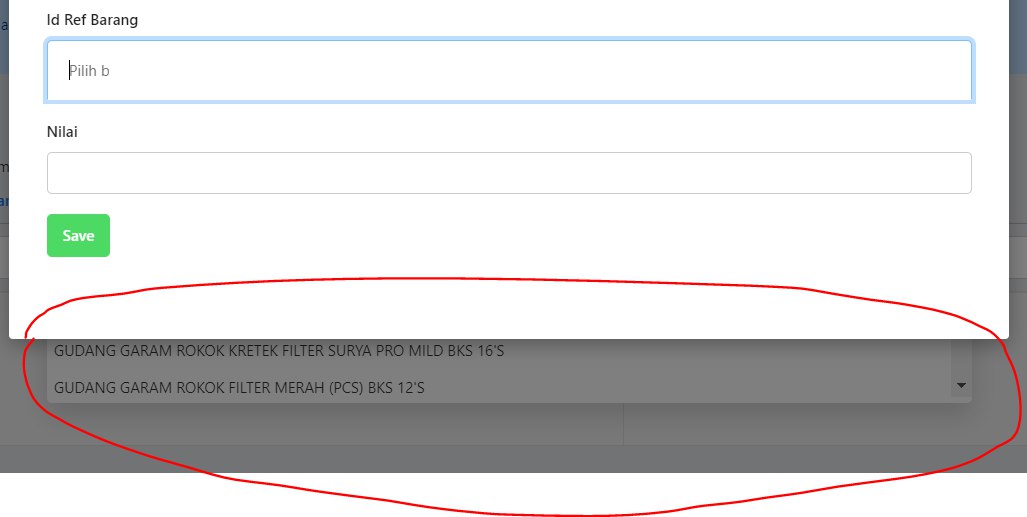 Id Ref Barang
Pilih b
Nilai
Save
GUDANG GARAM ROKOK KRETEK FILTER SURYA PRO MILD BKS 16'S
GUDANG GARAM ROKOK FILTER MERAH (PCS) BKS 12'S